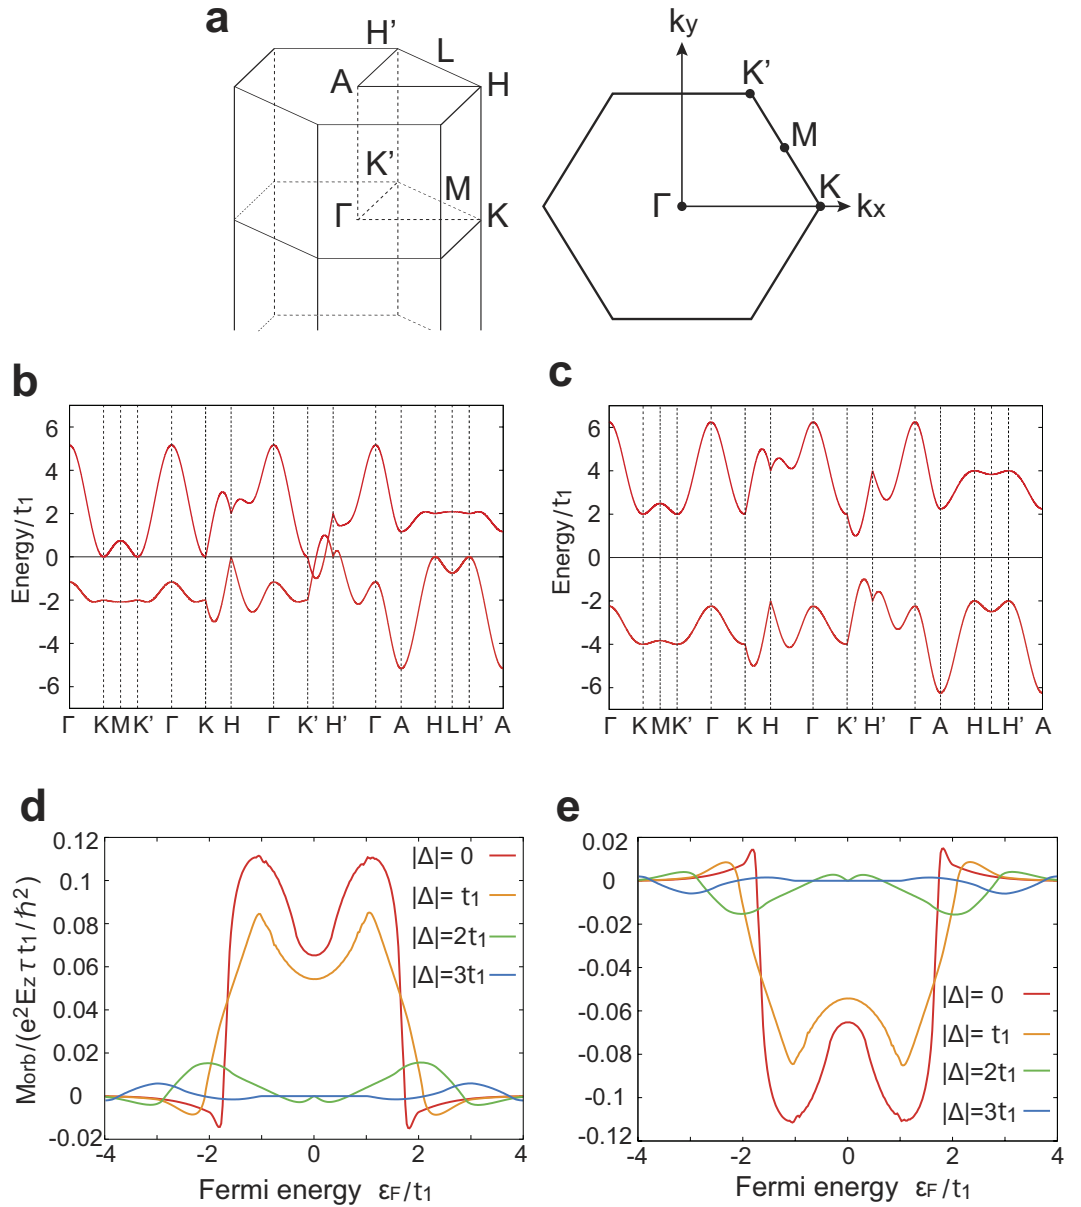 a
H'
L
A
H
K'
M
Γ
K
ky
K'
M
Γ
K
kx
b
Energy/t1
6
4
2
0
-2
-4
-6
Γ K M K' Γ K H Γ K' H' Γ A H L H' A
c
Energy/t1
6
4
2
0
-2
-4
-6
Γ K M K' Γ K H Γ K' H' Γ A H L H' A
d
Morb/(e²Ez τ t1/ħ²)
0.12
0.1
0.08
0.06
0.04
0.02
0
-0.02
|Δ|= 0
|Δ|= t1
|Δ|=2t1
|Δ|=3t1
-4 -2 0 2 4
Fermi energy εF/t1
e
0.02
0
-0.02
-0.04
-0.06
-0.08
-0.1
-0.12
|Δ|= 0
|Δ|= t1
|Δ|=2t1
|Δ|=3t1
-4 -2 0 2 4
Fermi energy εF/t1